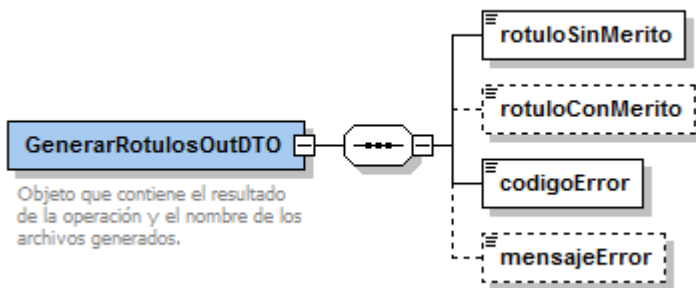 rotuloSinMerito
rotuloConMerito
GenerarRotulosOutDTO
Objeto que contiene el resultado
de la operación y el nombre de los
archivos generados.
codigoError
mensajeError